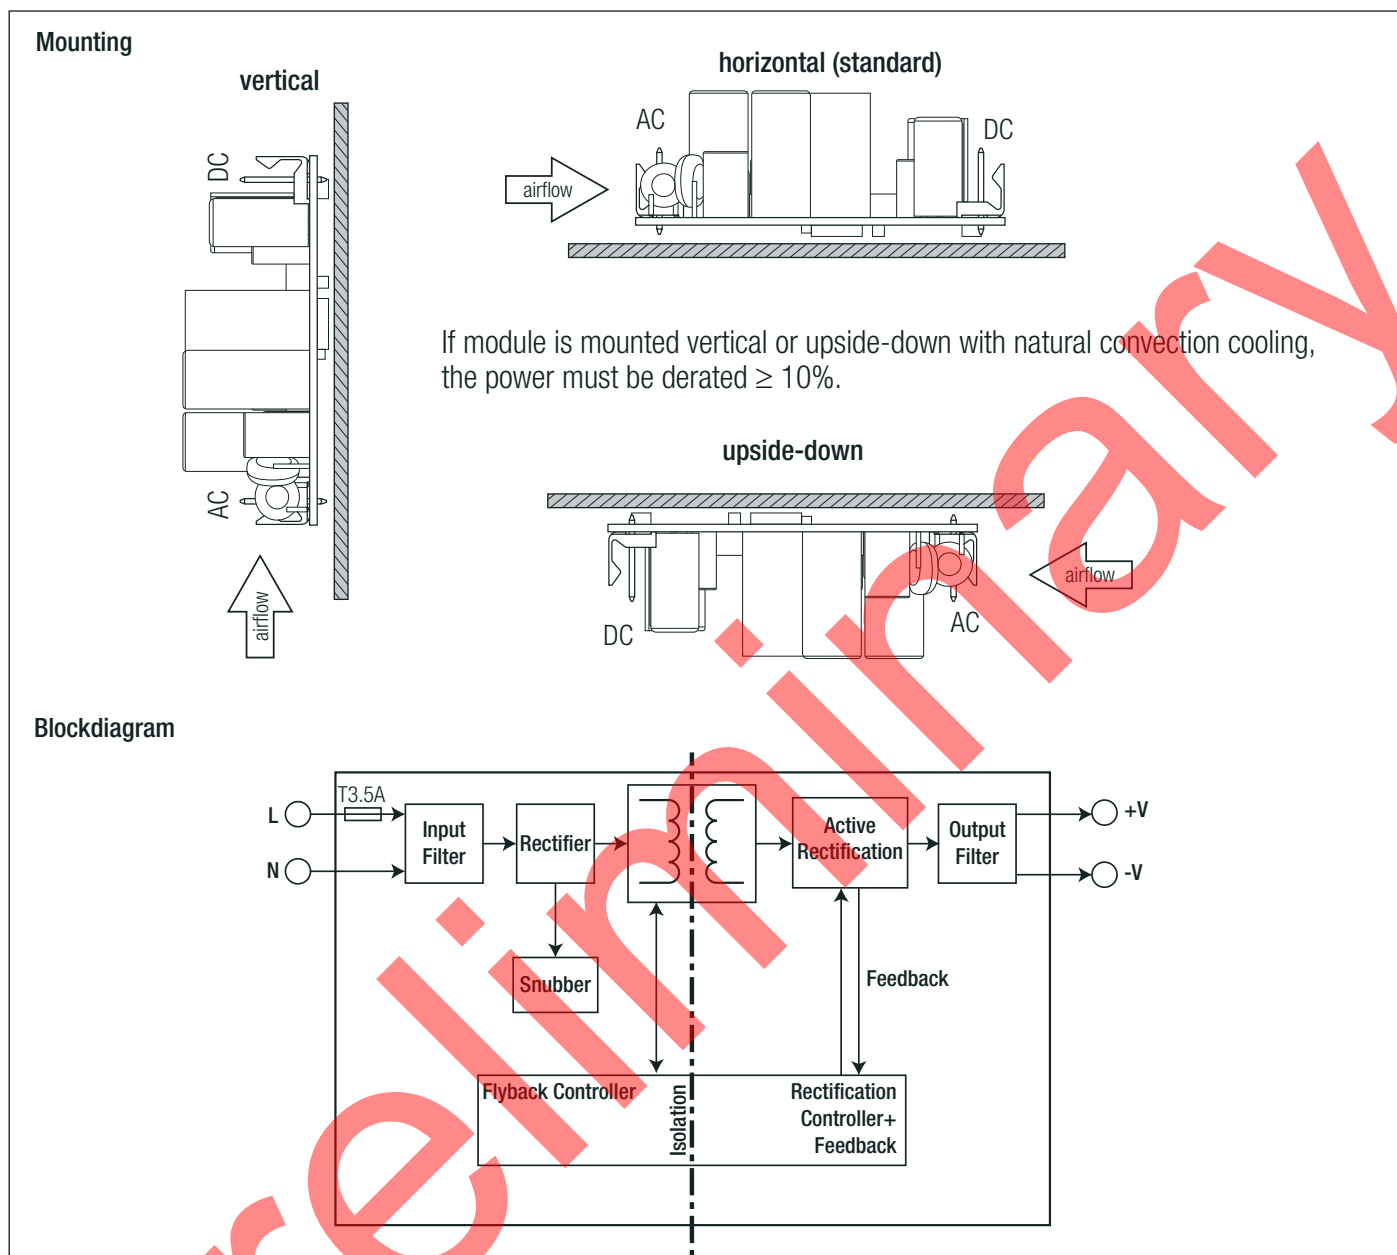 Mounting
vertical
horizontal (standard)
DC
AC
AC
DC
airflow
airflow
If module is mounted vertical or upside-down with natural convection cooling,
the power must be derated ≥ 10%.
upside-down
DC
AC
airflow
Blockdiagram
L
N
T3.5A
Input
Filter
Rectifier
Snubber
Active
Rectification
Output
Filter
+V
-V
Feedback
Flyback Controller
Isolation
Rectification
Controller+
Feedback
reliminary